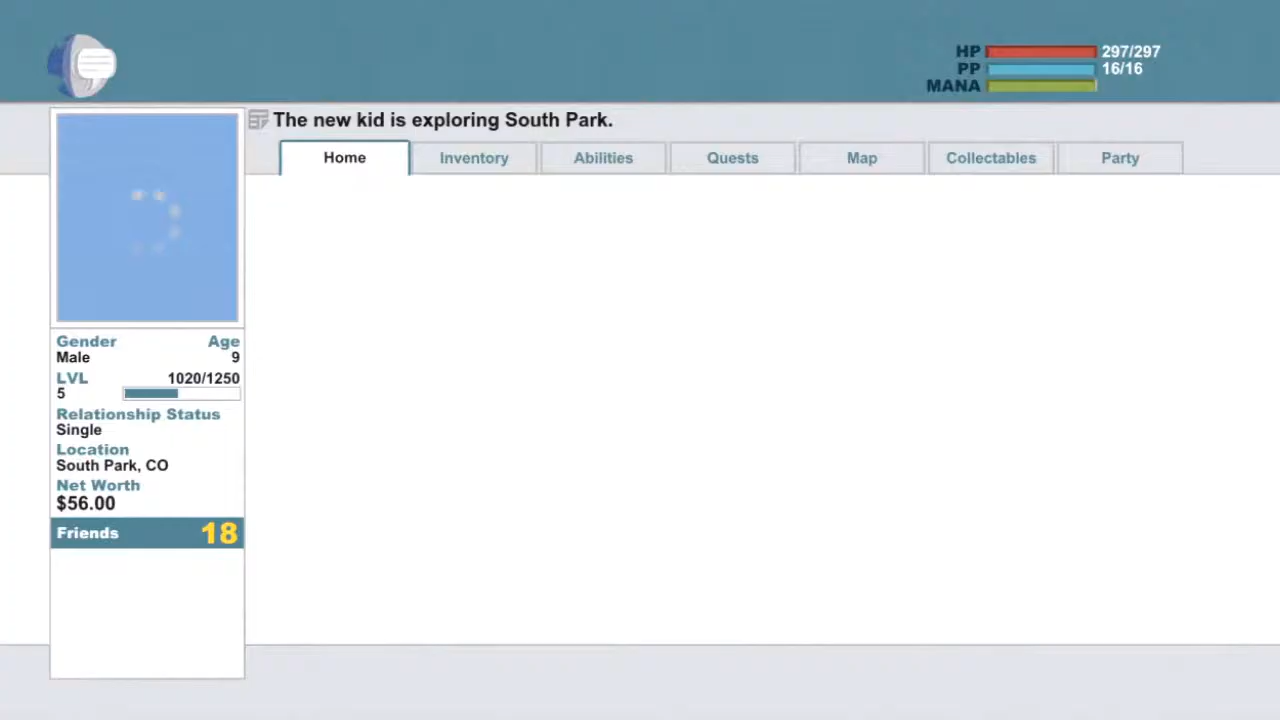 HP 297/297
PP 16/16
MANA
The new kid is exploring South Park.
Home Inventory Abilities Quests Map Collectables Party
Gender Age
Male 9
LVL 1020/1250
5
Relationship Status
Single
Location
South Park, CO
Net Worth
$56.00
Friends 18